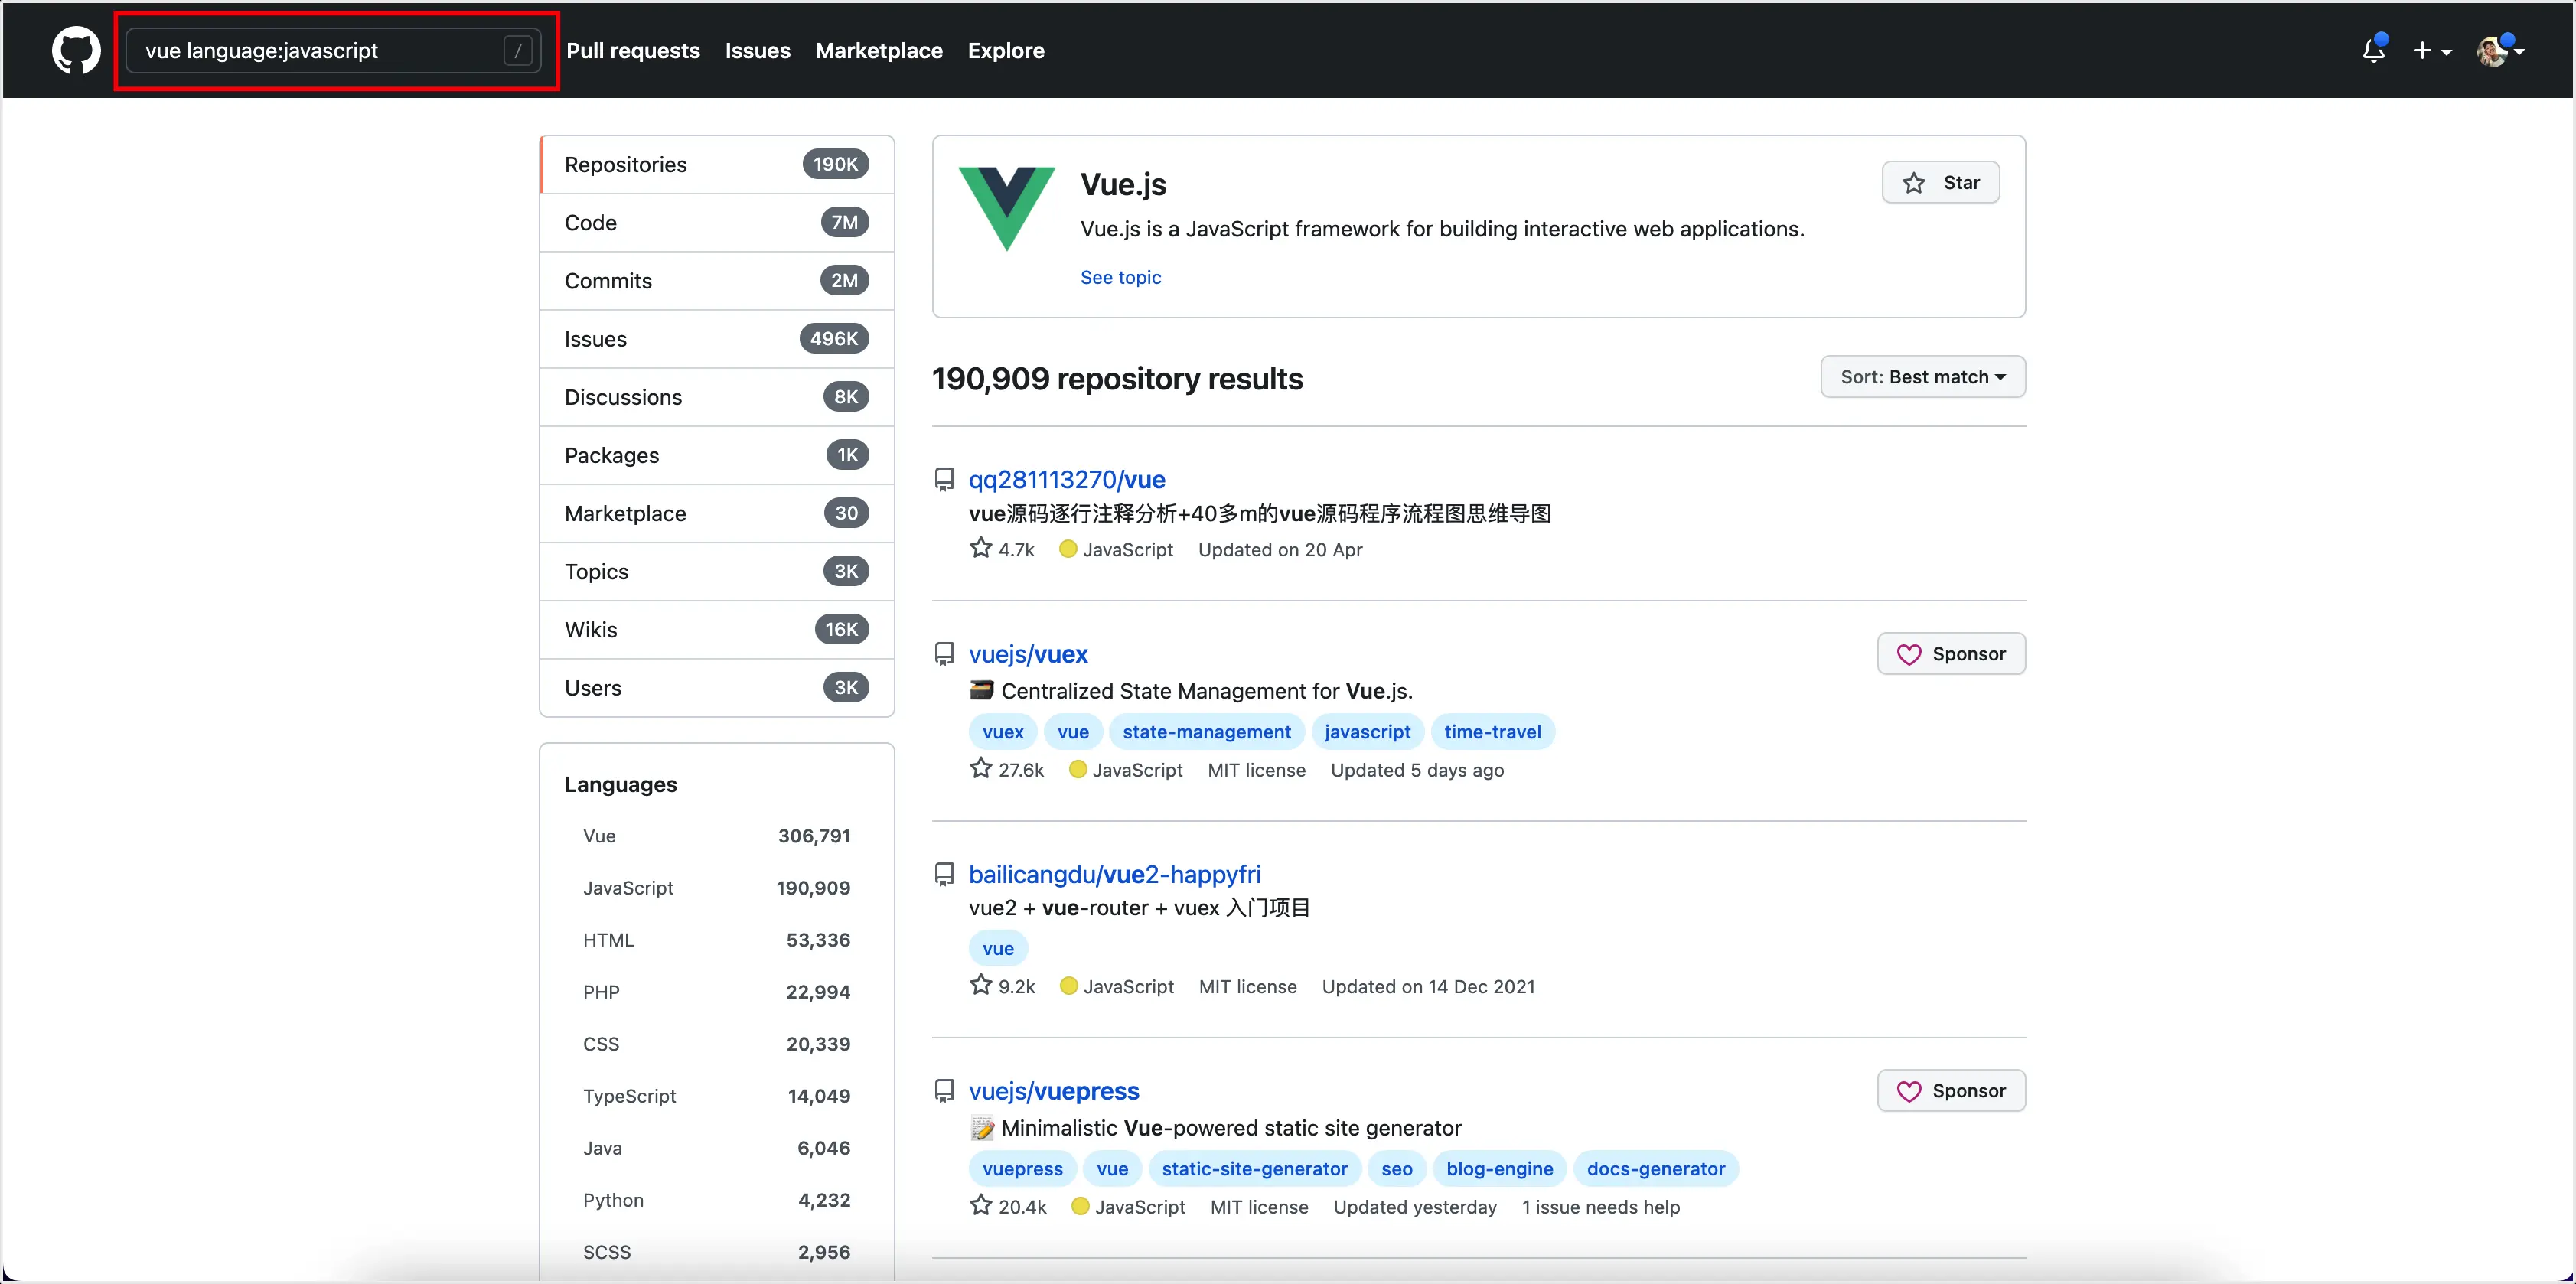 vue language:javascript / Pull requests Issues Marketplace Explore
Repositories 190K
Code 7M
Commits 2M
Issues 496K
Discussions 8K
Packages 1K
Marketplace 30
Topics 3K
Wikis 16K
Users 3K
Languages
Vue 306,791
JavaScript 190,909
HTML 53,336
PHP 22,994
CSS 20,339
TypeScript 14,049
Java 6,046
Python 4,232
SCSS 2,956
Vue.js
Star
Vue.js is a JavaScript framework for building interactive web applications.
See topic
190,909 repository results
Sort: Best match
qq281113270/vue
vue源码逐行注释分析+40多m的vue源码程序流程图思维导图
4.7k JavaScript Updated on 20 Apr
vuejs/vuex
Sponsor
Centralized State Management for Vue.js.
vuex vue state-management javascript time-travel
27.6k JavaScript MIT license Updated 5 days ago
bailicangdu/vue2-happyfri
vue2 + vue-router + vuex 入门项目
vue
9.2k JavaScript MIT license Updated on 14 Dec 2021
vuejs/vuepress
Sponsor
Minimalistic Vue-powered static site generator
vuepress vue static-site-generator seo blog-engine docs-generator
20.4k JavaScript MIT license Updated yesterday 1 issue needs help